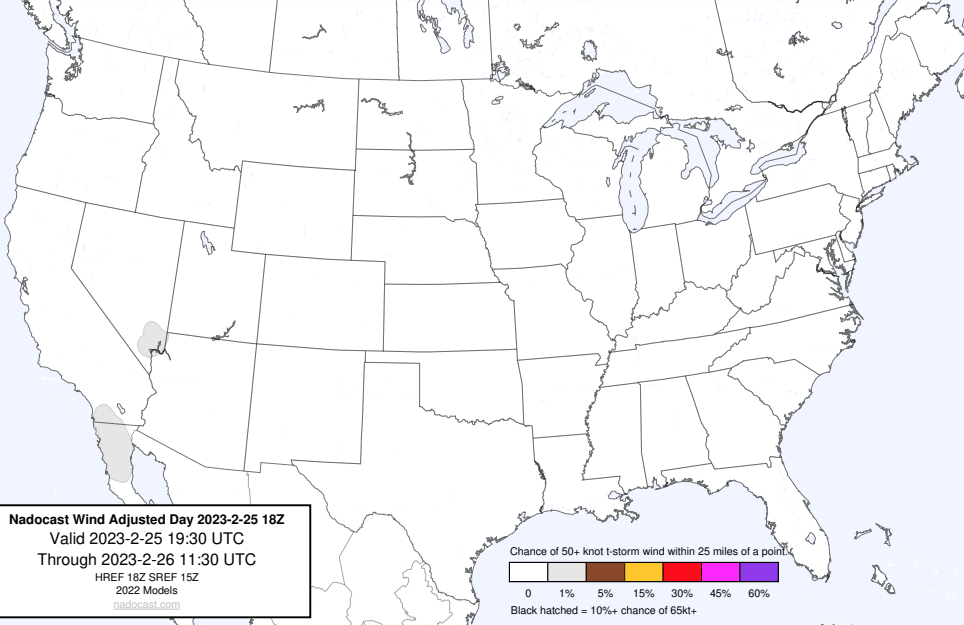 Nadocast Wind Adjusted Day 2023-2-25 18Z
Valid 2023-2-25 19:30 UTC
Through 2023-2-26 11:30 UTC
HREF 18Z SREF 15Z
2022 Models
nadocast.com
Chance of 50+ knot t-storm wind within 25 miles of a point.
0 1% 5% 15% 30% 45% 60%
Black hatched = 10%+ chance of 65kt+